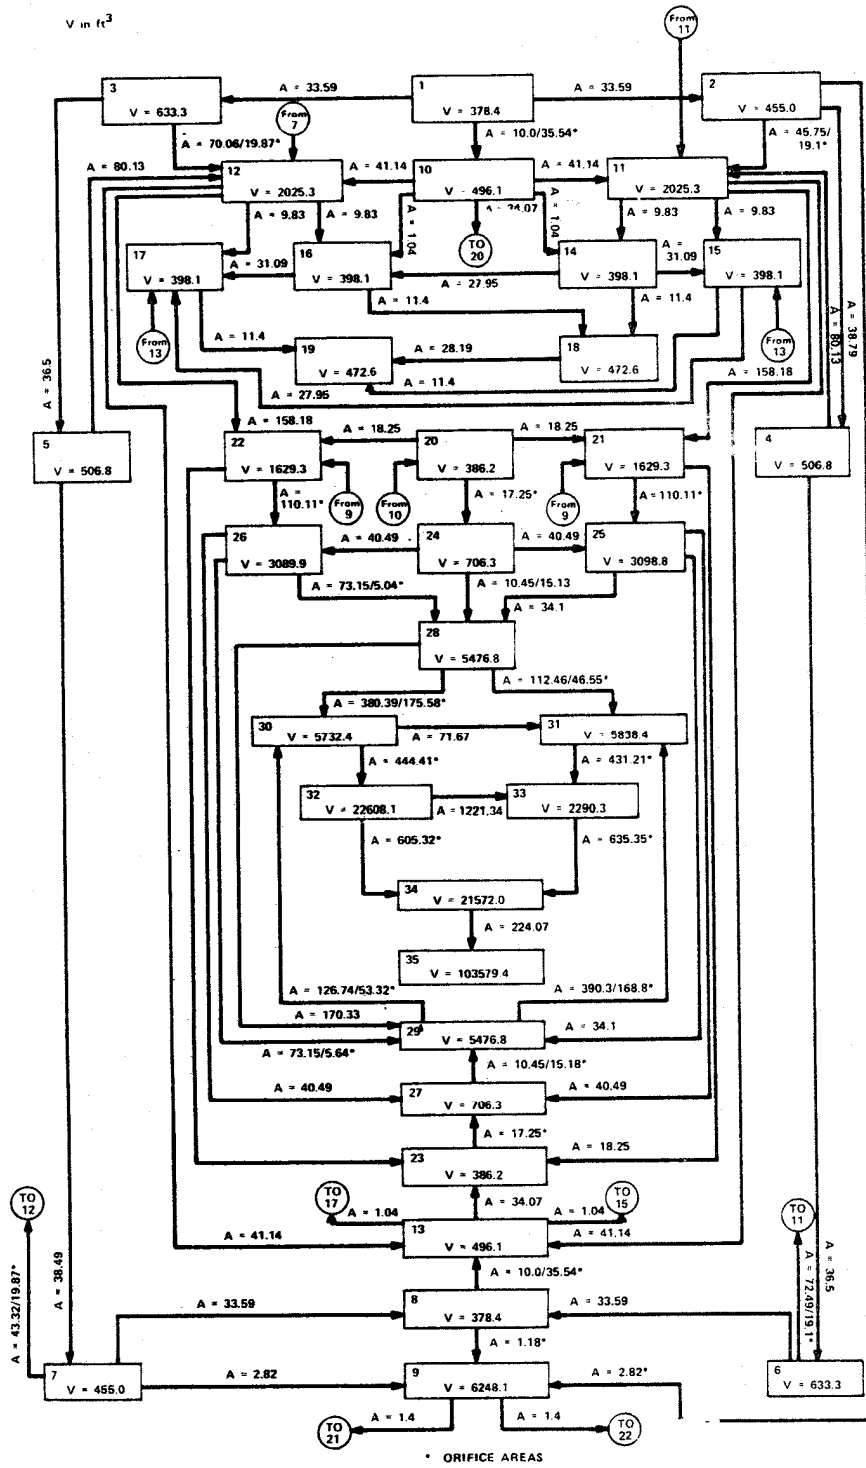 V in ft3
From 11
3
V = 633.3
A = 33.59
1
V = 378.4
A = 33.59
2
V = 455.0
From 7
A = 70.06/19.87*
A = 10.0/35.54*
A = 45.75/ 19.1*
A = 80.13
12
V = 2025.3
A = 41.14
10
V = 496.1
A = 41.14
11
V = 2025.3
A = 9.83
A = 9.83
A = 1.04
TO 20
A = 1.04
A = 9.83
A = 9.83
17
V = 398.1
A = 31.09
16
V = 398.1
A = 27.95
14
V = 398.1
A = 31.09
15
V = 398.1
From 13
A = 11.4
A = 11.4
A = 11.4
From 13
19
V = 472.6
A = 28.19
18
V = 472.6
A = 11.4
A = 27.95
A = 36.5
A = 80.13
A = 38.79
A = 158.18
A = 158.18
5
V = 506.8
22
V = 1629.3
A = 18.25
20
V = 386.2
A = 18.25
21
V = 1629.3
4
V = 506.8
A = 110.11*
From 9
From 10
A = 17.25*
From 9
A = 110.11*
26
V = 3089.9
A = 40.49
24
V = 706.3
A = 40.49
25
V = 3098.8
A = 73.15/5.04*
A = 10.45/15.13
A = 34.1
28
V = 5476.8
A = 380.39/175.58*
A = 112.46/46.55*
30
V = 5732.4
A = 71.67
31
V = 5838.4
A = 444.41*
A = 431.21*
32
V = 22608.1
A = 1221.34
33
V = 2290.3
A = 605.32*
A = 635.35*
34
V = 21572.0
A = 224.07
35
V = 103579.4
A = 126.74/53.32*
A = 390.3/168.8*
A = 170.33
29
V = 5476.8
A = 34.1
A = 73.15/5.64*
A = 10.45/15.18*
A = 40.49
27
V = 706.3
A = 40.49
A = 17.25*
23
V = 386.2
A = 18.25
TO 12
TO 17
A = 34.07
TO 15
TO 11
A = 1.04
A = 1.04
13
V = 496.1
A = 41.14
A = 41.14
A = 43.32/19.87*
A = 38.49
A = 10.0/35.54*
A = 72.49/19.1*
A = 36.5
A = 33.59
8
V = 378.4
A = 33.59
A = 1.18*
7
V = 455.0
A = 2.82
9
V = 6248.1
A = 2.82*
6
V = 633.3
TO 21
A = 1.4
A = 1.4
TO 22
* ORIFICE AREAS